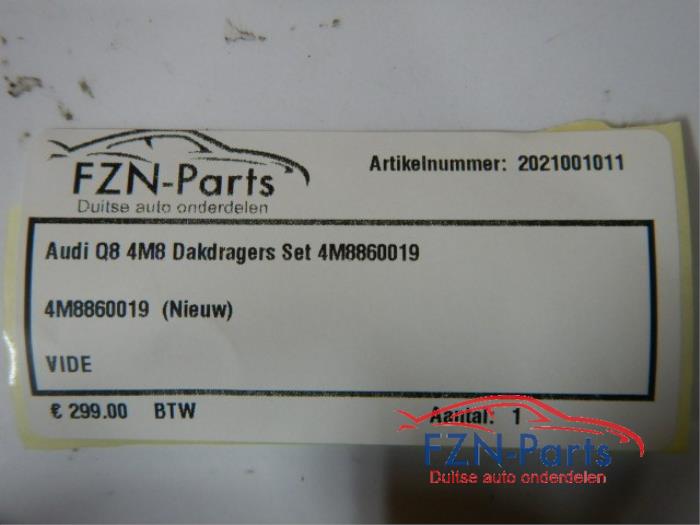 FZN-Parts
Duitse auto onderdelen
Artikelnummer: 2021001011
Audi Q8 4M8 Dakdragers Set 4M8860019
4M8860019 (Nieuw)
VIDE
€ 299.00 BTW
Aantal: 1
FZN-Parts
Duitse auto onderdelen